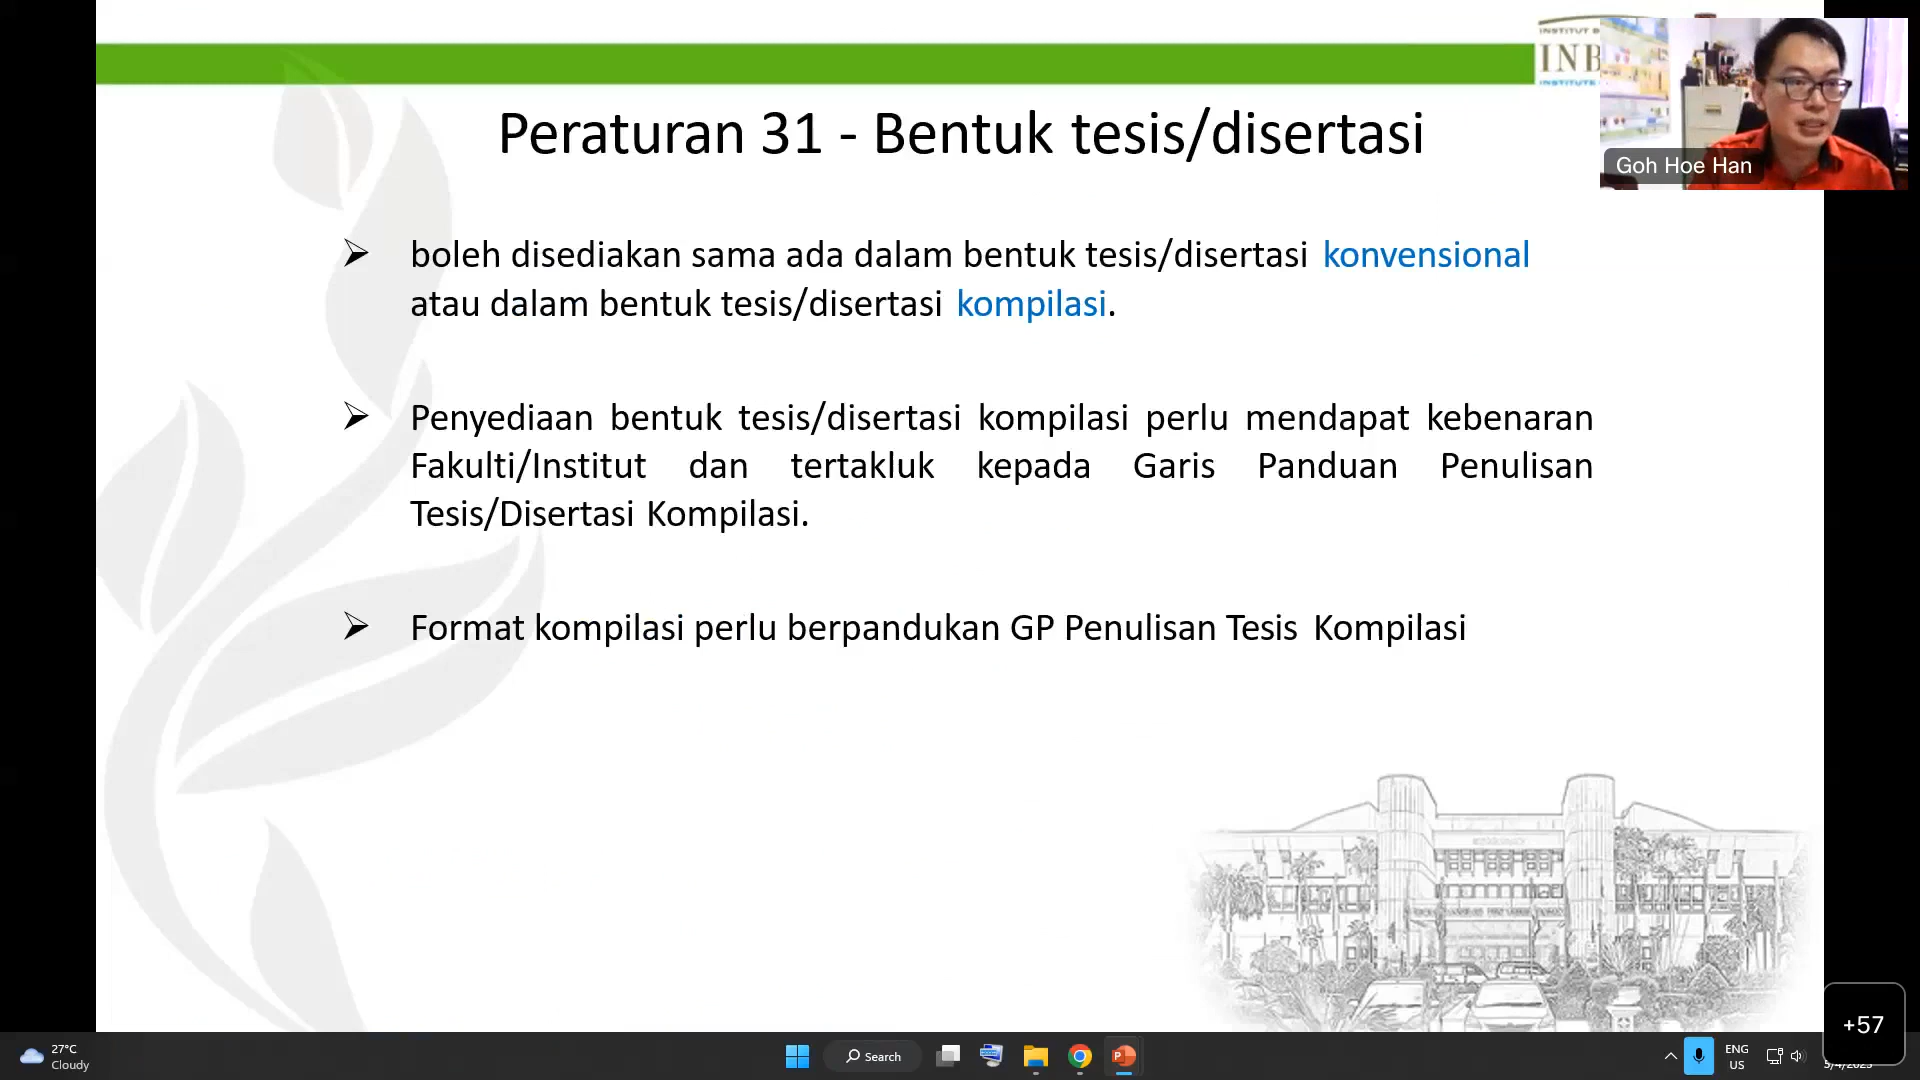 INSTITUT
INB
INSTITUTE
Goh Hoe Han
Peraturan 31 - Bentuk tesis/disertasi
➢ boleh disediakan sama ada dalam bentuk tesis/disertasi konvensional
atau dalam bentuk tesis/disertasi kompilasi.
➢ Penyediaan bentuk tesis/disertasi kompilasi perlu mendapat kebenaran
Fakulti/Institut dan tertakluk kepada Garis Panduan Penulisan
Tesis/Disertasi Kompilasi.
➢ Format kompilasi perlu berpandukan GP Penulisan Tesis Kompilasi
+57
27°C
Cloudy
Search
ENG
US